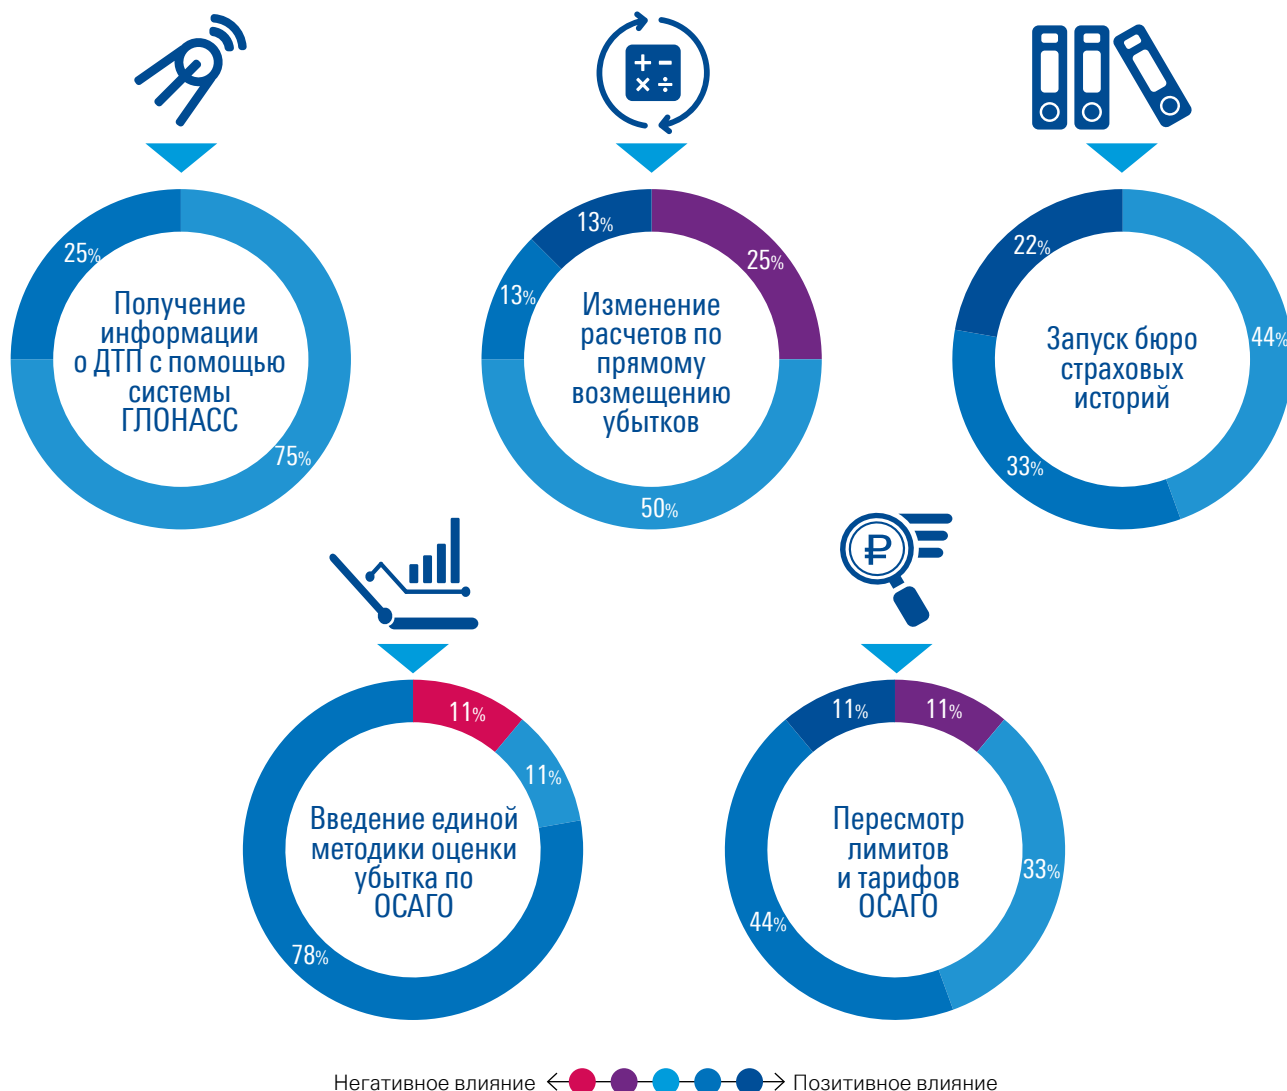 25%
Получение
информации
о ДТП с помощью
системы
ГЛОНАСС
75%
13%
25%
13%
Изменение
расчетов по
прямому
возмещению
убытков
50%
22%
44%
Запуск бюро
страховых
историй
33%
₽
11%
11%
Введение единой
методики оценки
убытка по
ОСАГО
78%
11%
11%
Пересмотр
лимитов
и тарифов
ОСАГО
33%
44%
Негативное влияние
Позитивное влияние